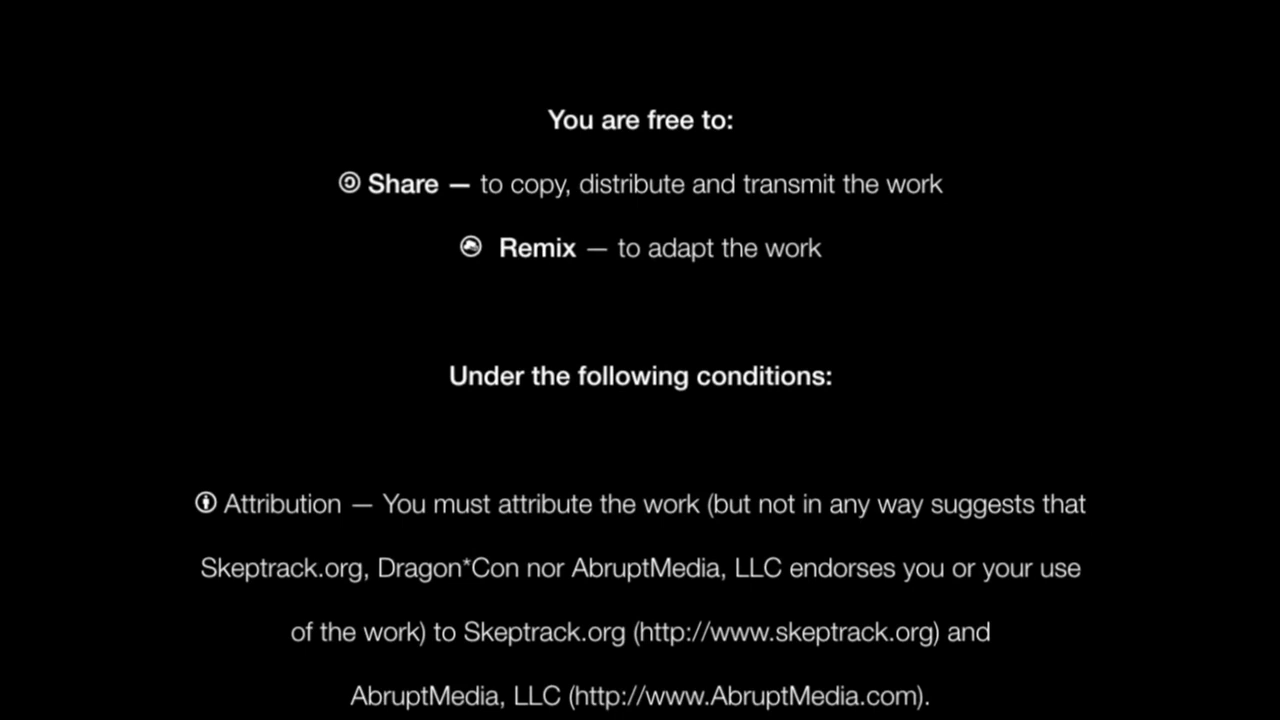 You are free to:
Share — to copy, distribute and transmit the work
Remix — to adapt the work
Under the following conditions:
Attribution — You must attribute the work (but not in any way suggests that
Skeptrack.org, Dragon*Con nor AbruptMedia, LLC endorses you or your use
of the work) to Skeptrack.org (http://www.skeptrack.org) and
AbruptMedia, LLC (http://www.AbruptMedia.com).